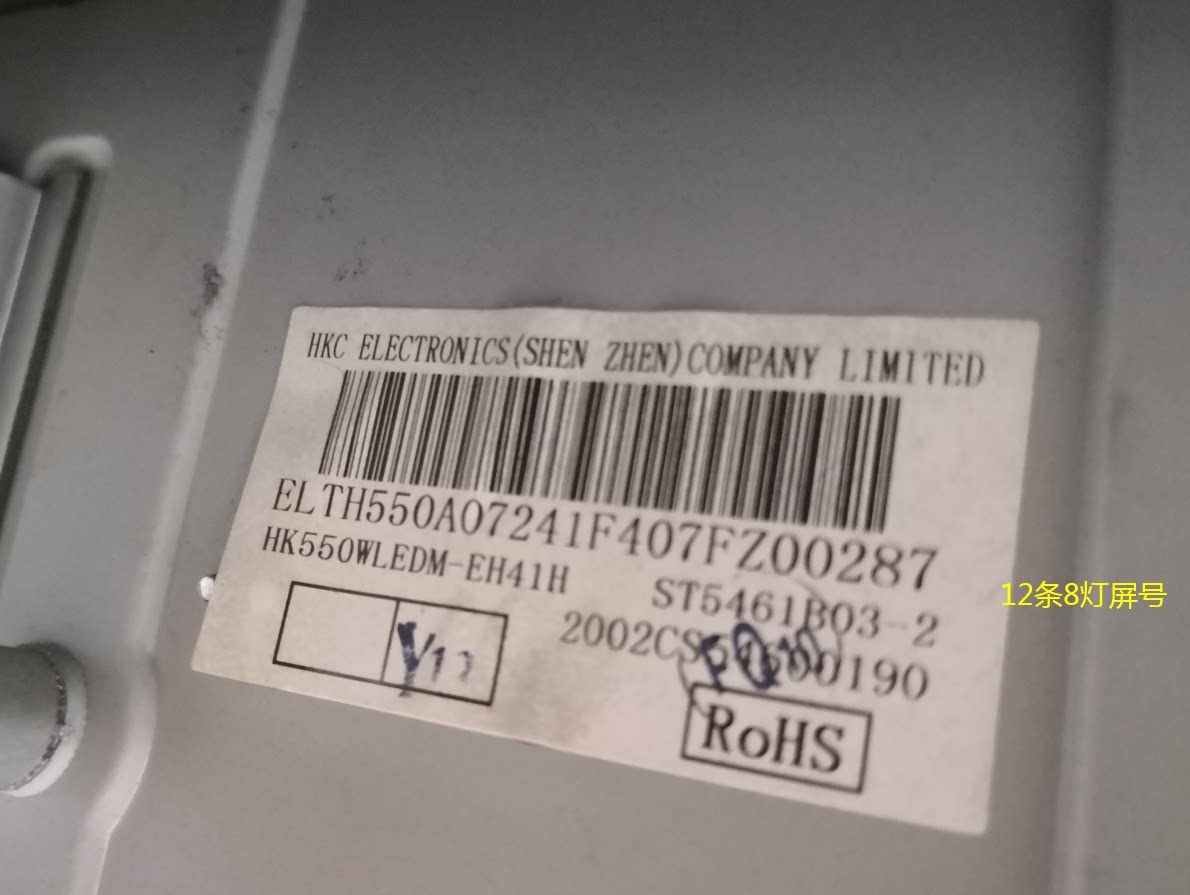 HKC ELECTRONICS(SHEN ZHEN)COMPANY LIMITED
ELTH550A07241F407FZ00287
HK550WLEDM-EH41H
ST5461B03-2
12条8灯屏号
RoHS